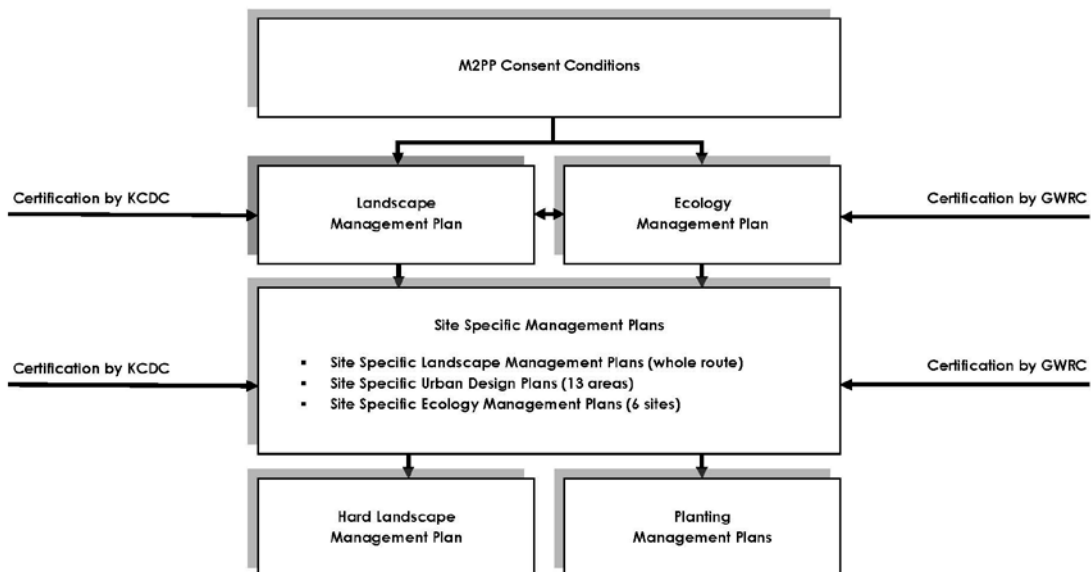 M2PP Consent Conditions
Certification by KCDC
Landscape
Management Plan
Ecology
Management Plan
Certification by GWRC
Site Specific Management Plans
▪ Site Specific Landscape Management Plans (whole route)
▪ Site Specific Urban Design Plans (13 areas)
▪ Site Specific Ecology Management Plans (6 sites)
Certification by KCDC
Certification by GWRC
Hard Landscape
Management Plan
Planting
Management Plans